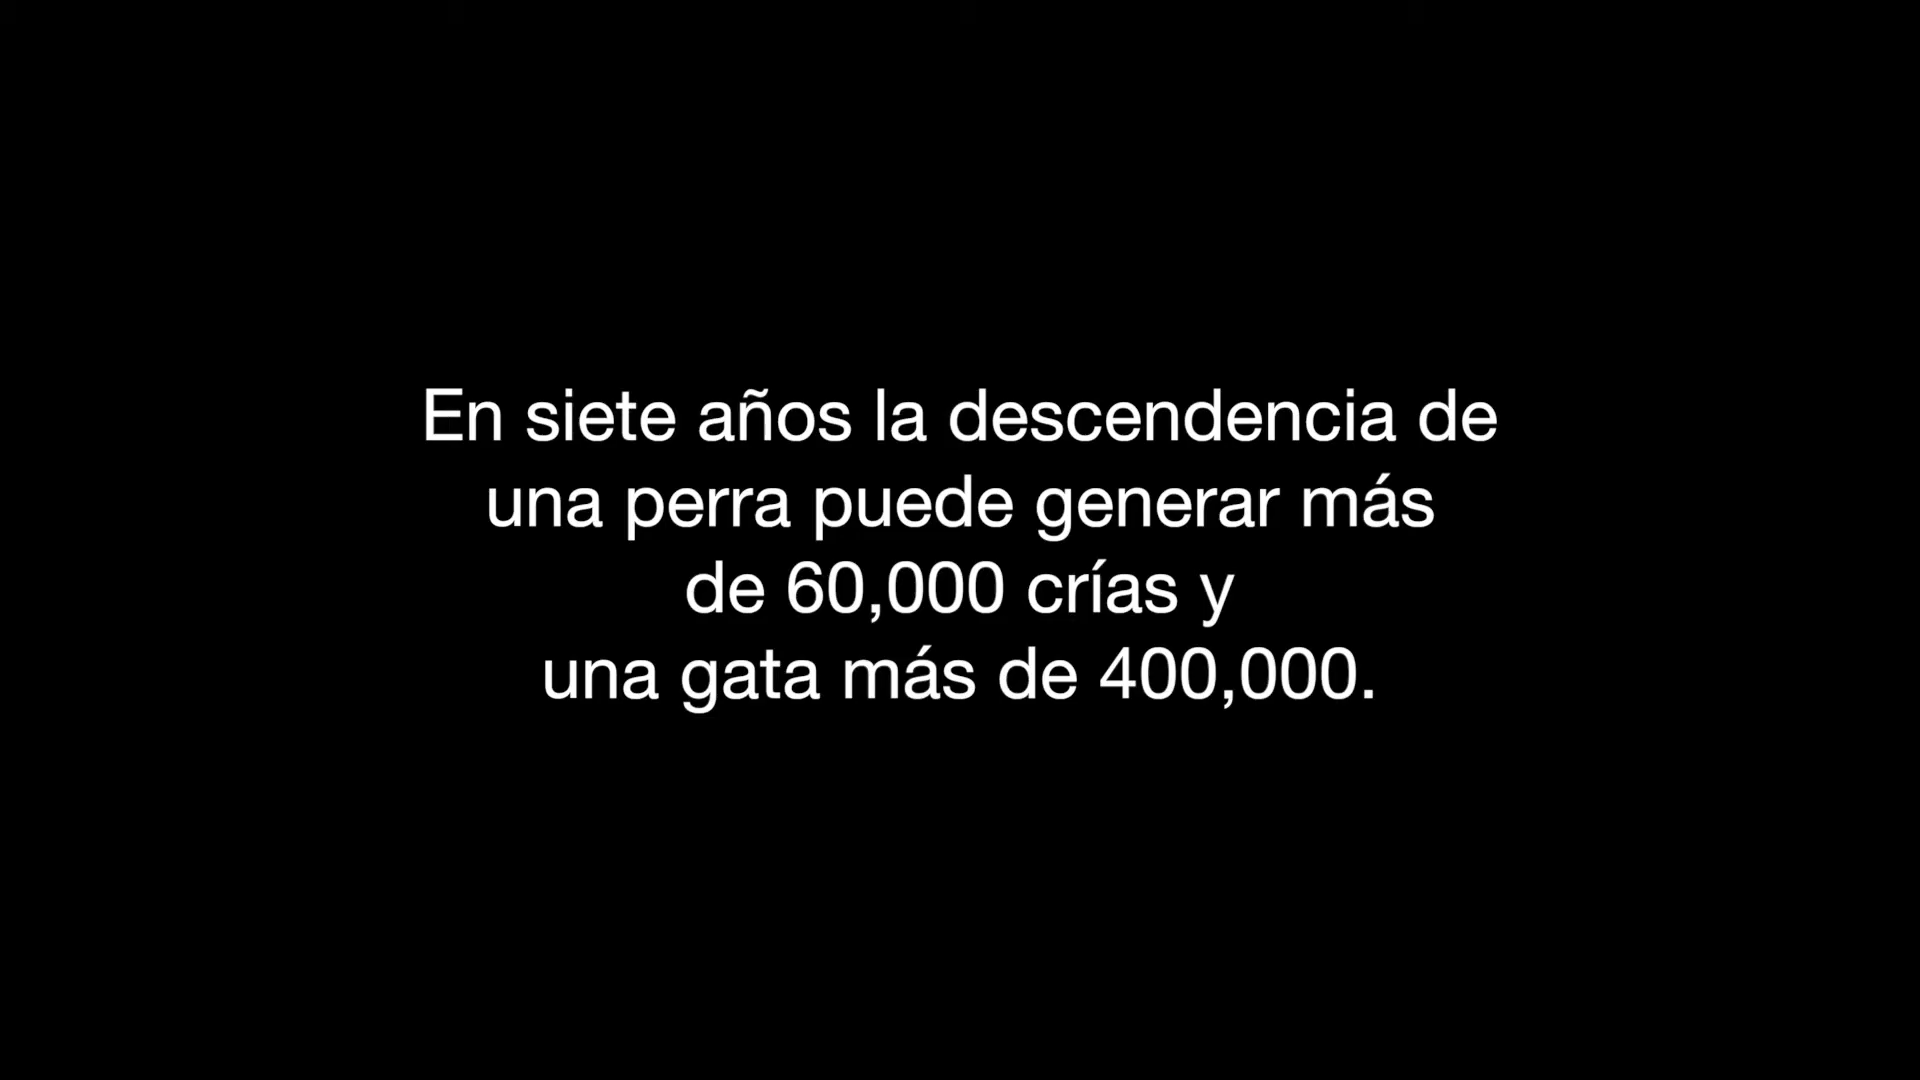 En siete años la descendencia de
una perra puede generar más
de 60,000 crías y
una gata más de 400,000.